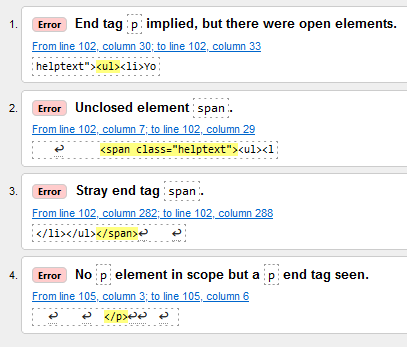 1. Error End tag p implied, but there were open elements.
From line 102, column 30; to line 102, column 33
helptext"><ul><li>Yo
2. Error Unclosed element span.
From line 102, column 7; to line 102, column 29
↩ <span class="helptext"><ul><l
3. Error Stray end tag span.
From line 102, column 282; to line 102, column 288
</li></ul></span>↩ ↩
4. Error No p element in scope but a p end tag seen.
From line 105, column 3; to line 105, column 6
↩ ↩ </p>↩↩ ↩